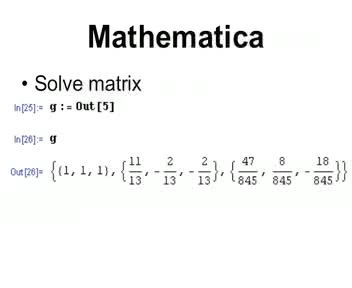 Mathematica
• Solve matrix
In[25]:= g := Out[5]
In[26]:= g
Out[26]= {{1, 1, 1}, {11/13, -2/13, -2/13}, {47/845, 8/845, -18/845}}